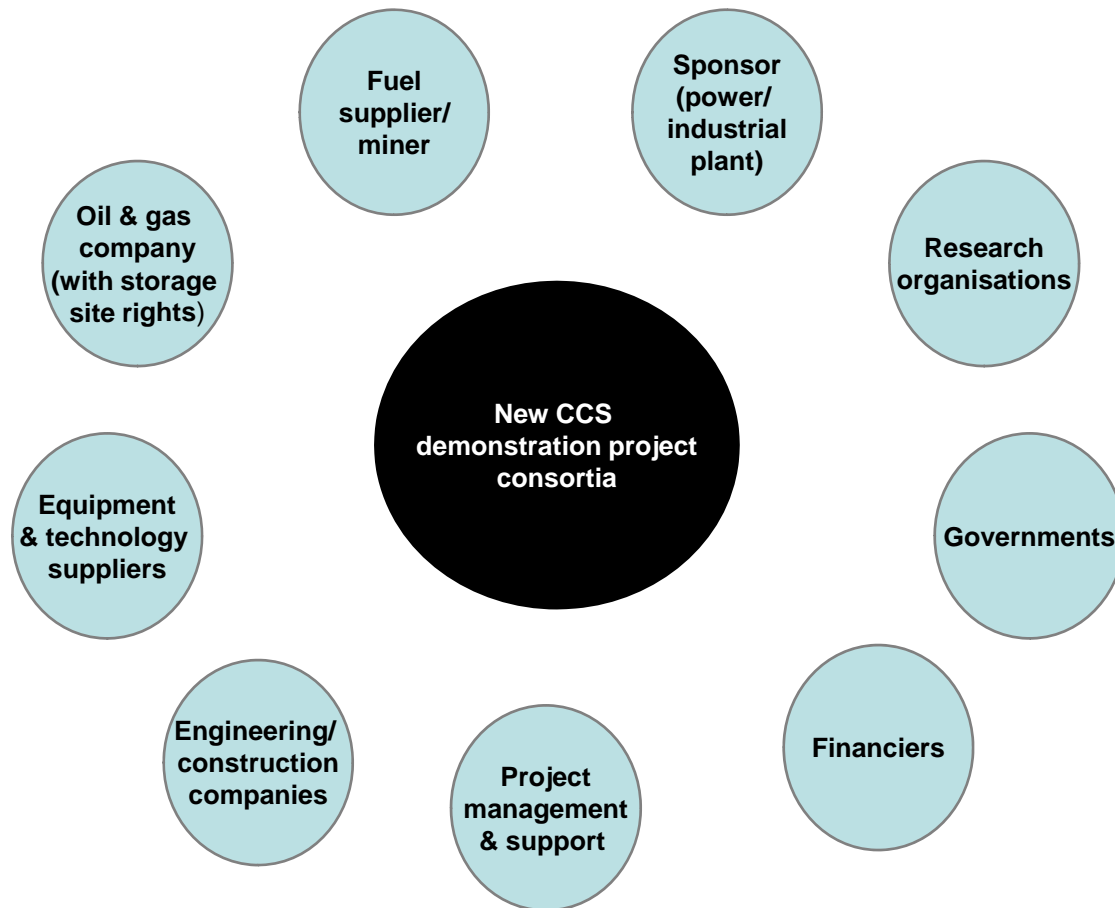 Fuel
supplier/
miner
Sponsor
(power/
industrial
plant)
Oil & gas
company
(with storage
site rights)
Research
organisations
New CCS
demonstration project
consortia
Equipment
& technology
suppliers
Governments
Engineering/
construction
companies
Project
management
& support
Financiers